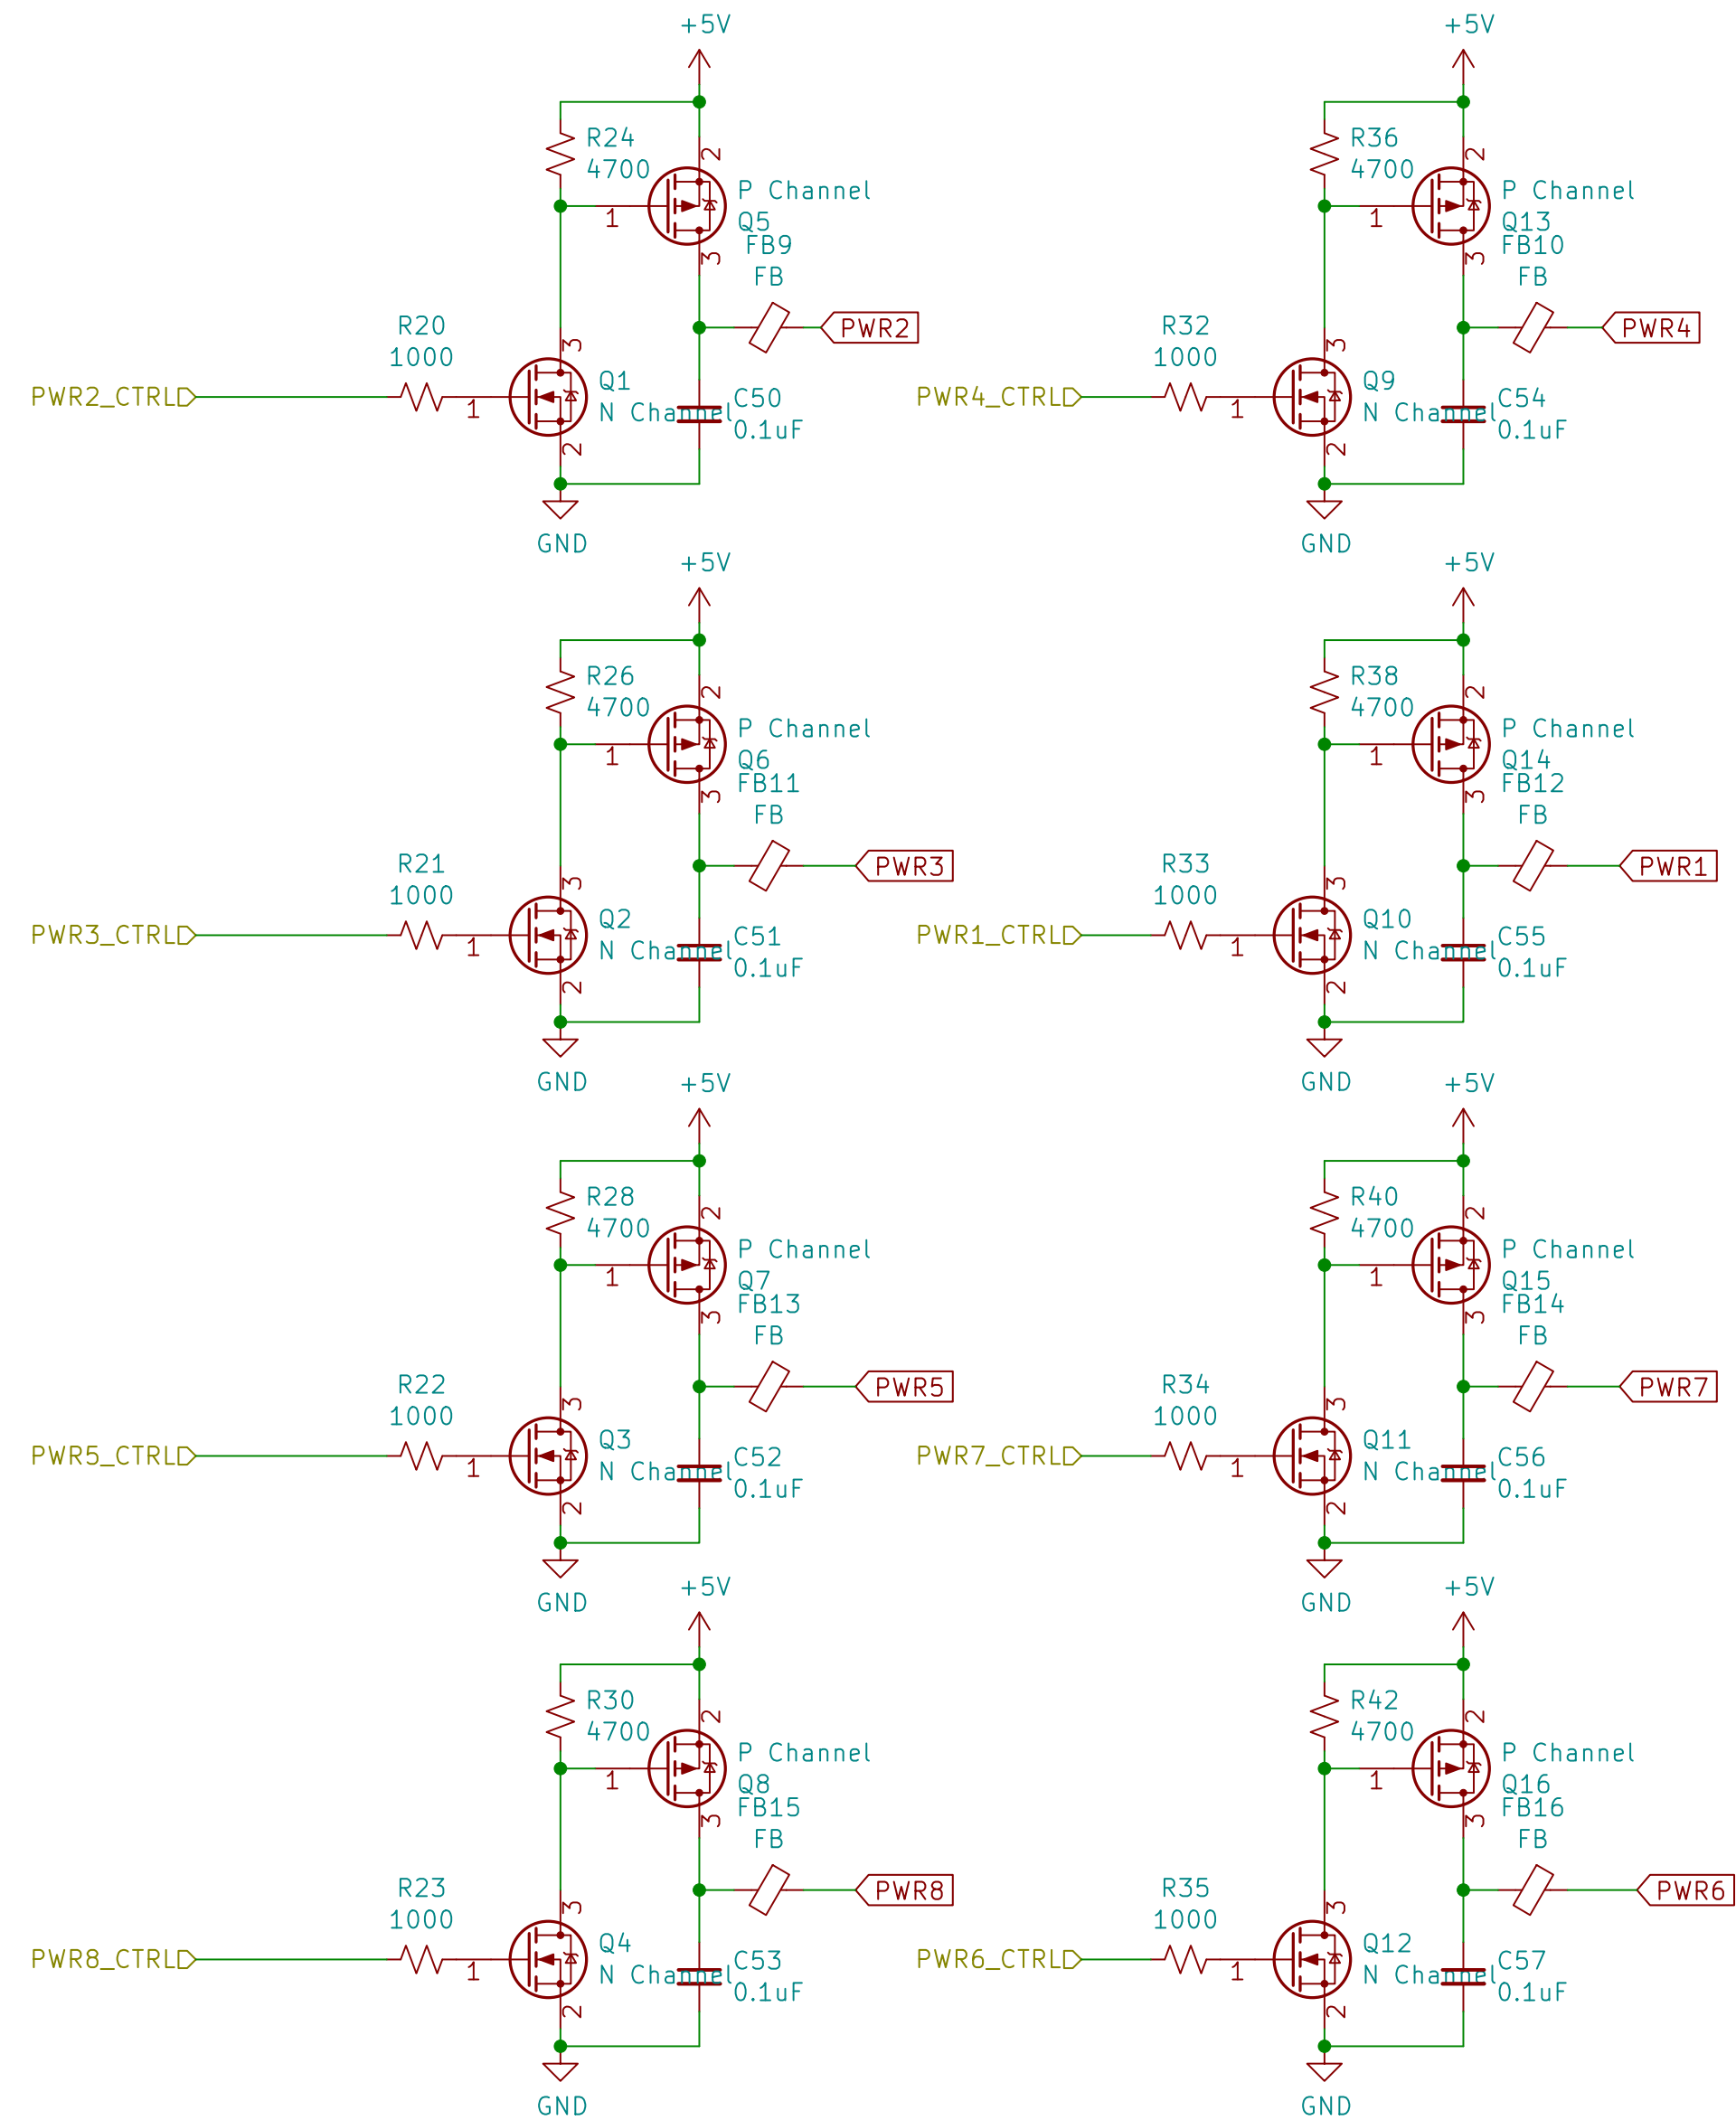 +5V
R24
4700
2
P Channel
1
Q5
FB9
3
FB
PWR2
R20
1000
3
Q1
PWR2_CTRL
1
N Channel
C50
0.1uF
2
GND
+5V
R36
4700
2
P Channel
1
Q13
FB10
3
FB
PWR4
R32
1000
3
Q9
PWR4_CTRL
1
N Channel
C54
0.1uF
2
GND
+5V
R26
4700
2
P Channel
1
Q6
FB11
3
FB
PWR3
R21
1000
3
Q2
PWR3_CTRL
1
N Channel
C51
0.1uF
2
GND
+5V
R38
4700
2
P Channel
1
Q14
FB12
3
FB
PWR1
R33
1000
3
Q10
PWR1_CTRL
1
N Channel
C55
0.1uF
2
GND
+5V
R28
4700
2
P Channel
1
Q7
FB13
3
FB
PWR5
R22
1000
3
Q3
PWR5_CTRL
1
N Channel
C52
0.1uF
2
GND
+5V
R40
4700
2
P Channel
1
Q15
FB14
3
FB
PWR7
R34
1000
3
Q11
PWR7_CTRL
1
N Channel
C56
0.1uF
2
GND
+5V
R30
4700
2
P Channel
1
Q8
FB15
3
FB
PWR8
R23
1000
3
Q4
PWR8_CTRL
1
N Channel
C53
0.1uF
2
GND
+5V
R42
4700
2
P Channel
1
Q16
FB16
3
FB
PWR6
R35
1000
3
Q12
PWR6_CTRL
1
N Channel
C57
0.1uF
2
GND